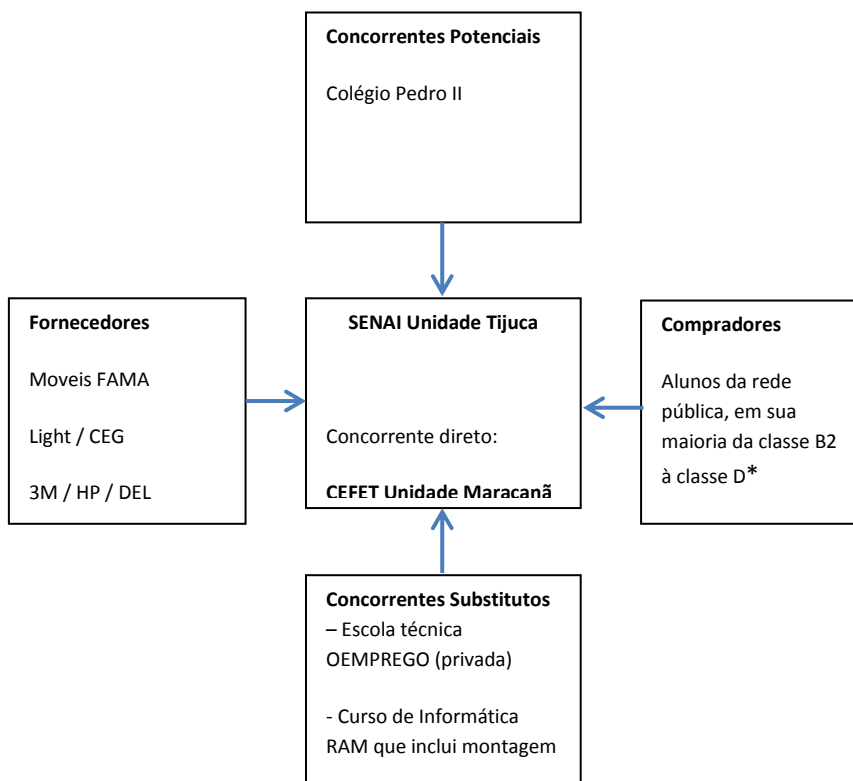 Concorrentes Potenciais
Colégio Pedro II
Fornecedores
Moveis FAMA
Light / CEG
3M / HP / DEL
SENAI Unidade Tijuca
Concorrente direto:
CEFET Unidade Maracanã
Compradores
Alunos da rede
pública, em sua
maioria da classe B2
à classe D*
Concorrentes Substitutos
– Escola técnica
OEMPREGO (privada)
- Curso de Informática
RAM que inclui montagem